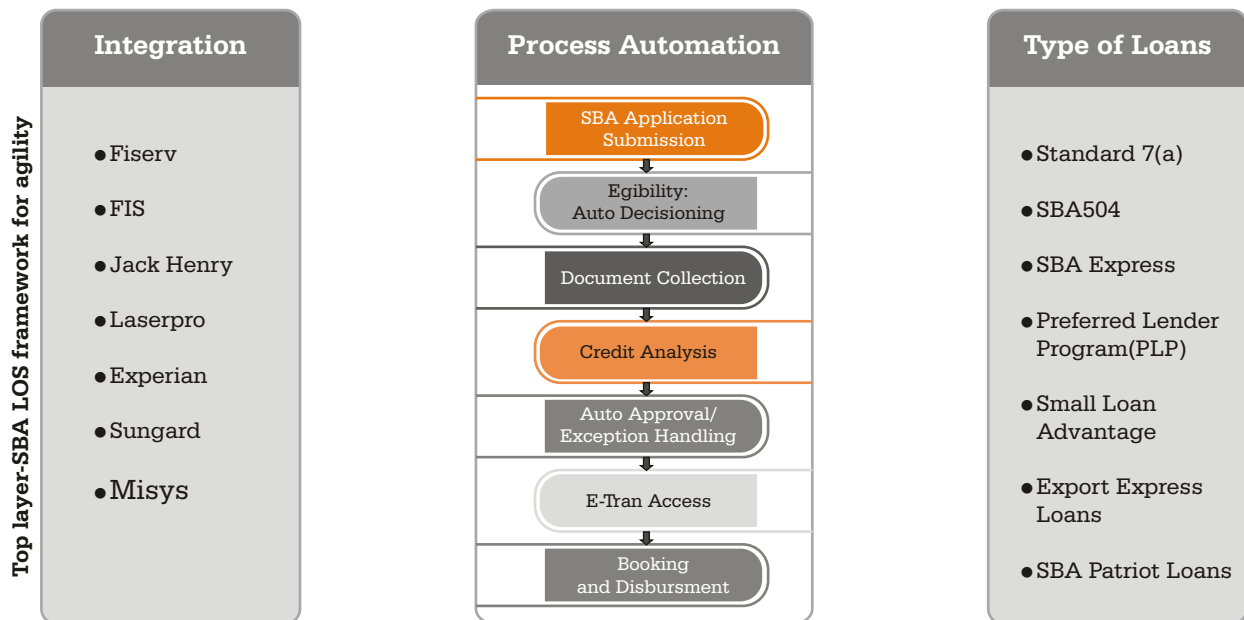 Top layer-SBA LOS framework for agility
Integration
• Fiserv
• FIS
• Jack Henry
• Laserpro
• Experian
• Sungard
• Misys
Process Automation
SBA Application
Submission
Egibility:
Auto Decisioning
Document Collection
Credit Analysis
Auto Approval/
Exception Handling
E-Tran Access
Booking
and Disbursment
Type of Loans
• Standard 7(a)
• SBA504
• SBA Express
• Preferred Lender
Program(PLP)
• Small Loan
Advantage
• Export Express
Loans
• SBA Patriot Loans